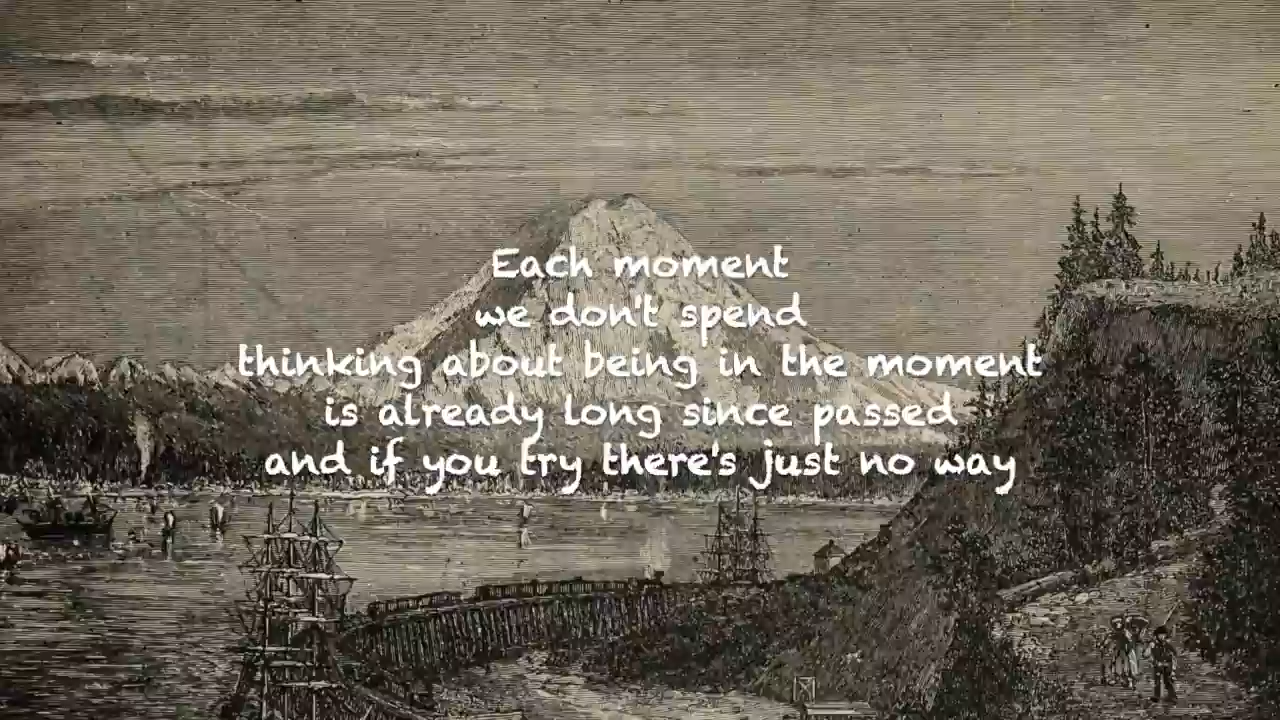 Each moment
we don't spend
thinking about being in the moment
is already long since passed
and if you try there's just no way